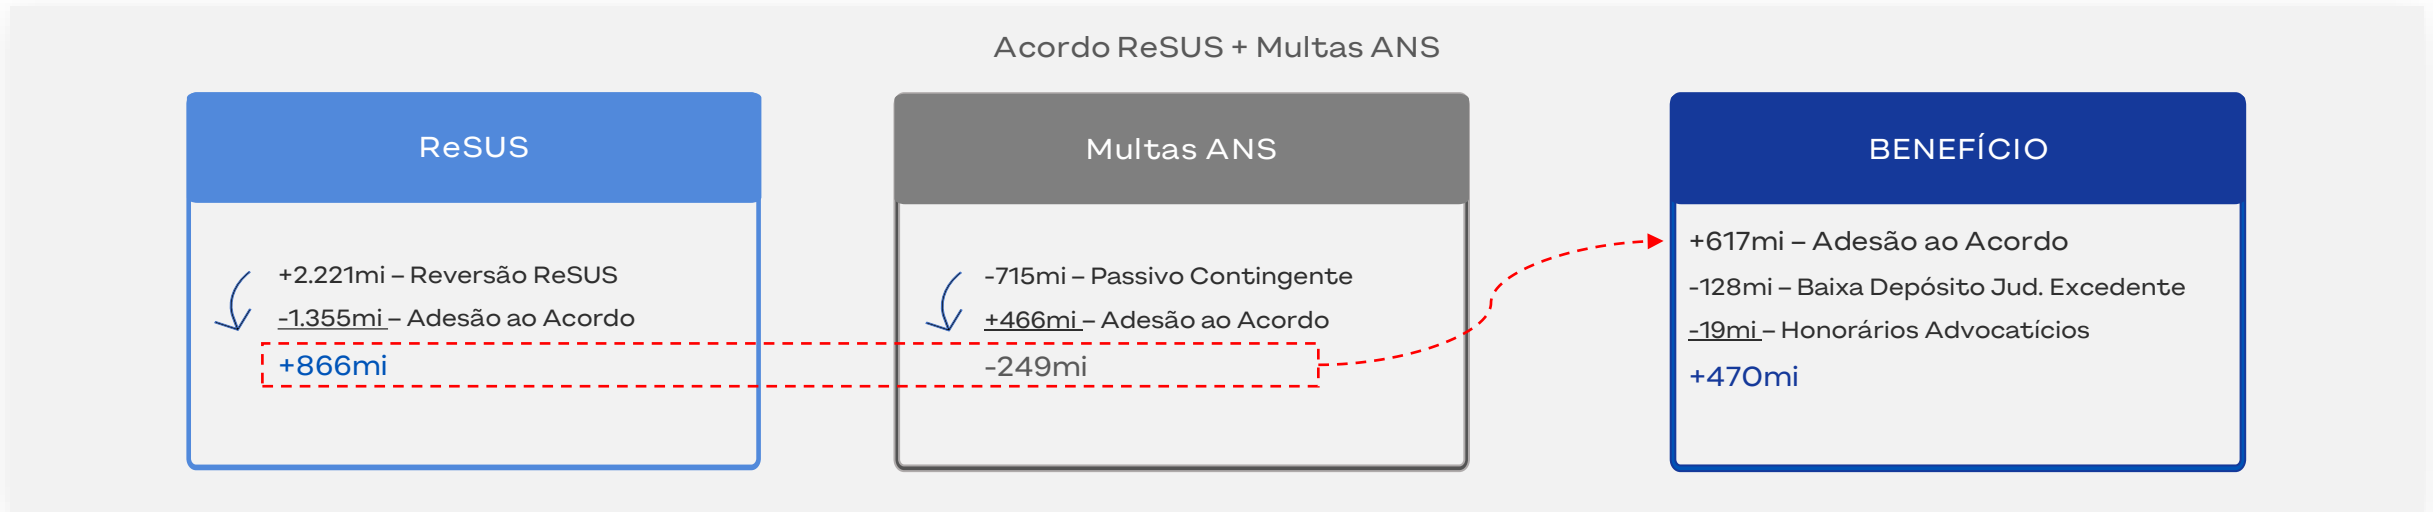 Acordo ReSUS + Multas ANS
ReSUS
+2.221mi – Reversão ReSUS
-1.355mi – Adesão ao Acordo
+866mi
Multas ANS
-715mi – Passivo Contingente
+466mi – Adesão ao Acordo
-249mi
BENEFÍCIO
+617mi – Adesão ao Acordo
-128mi – Baixa Depósito Jud. Excedente
-19mi – Honorários Advocatícios
+470mi